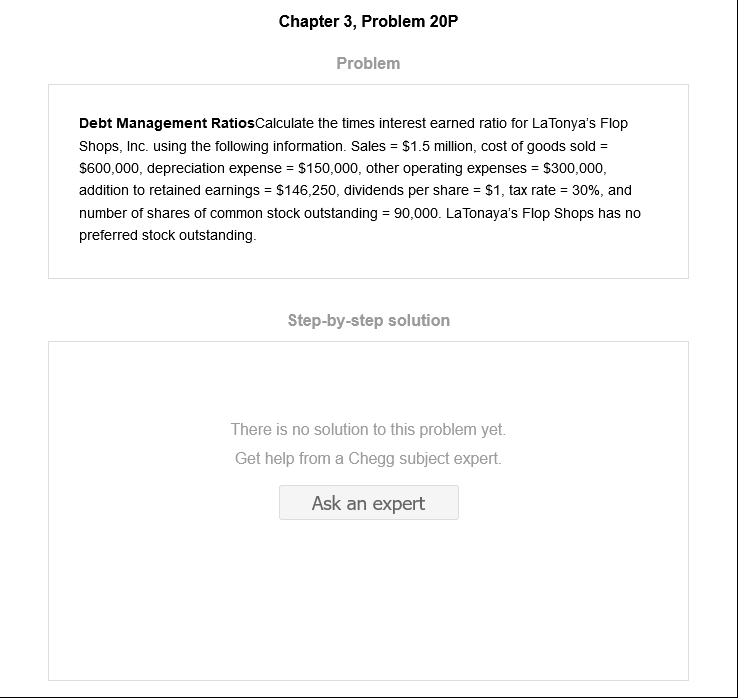 Chapter 3, Problem 20P
Problem
Debt Management RatiosCalculate the times interest earned ratio for LaTonya's Flop
Shops, Inc. using the following information. Sales = $1.5 million, cost of goods sold =
$600,000, depreciation expense = $150,000, other operating expenses = $300,000,
addition to retained earnings = $146,250, dividends per share = $1, tax rate = 30%, and
number of shares of common stock outstanding = 90,000. LaTonaya's Flop Shops has no
preferred stock outstanding.
Step-by-step solution
There is no solution to this problem yet.
Get help from a Chegg subject expert.
Ask an expert